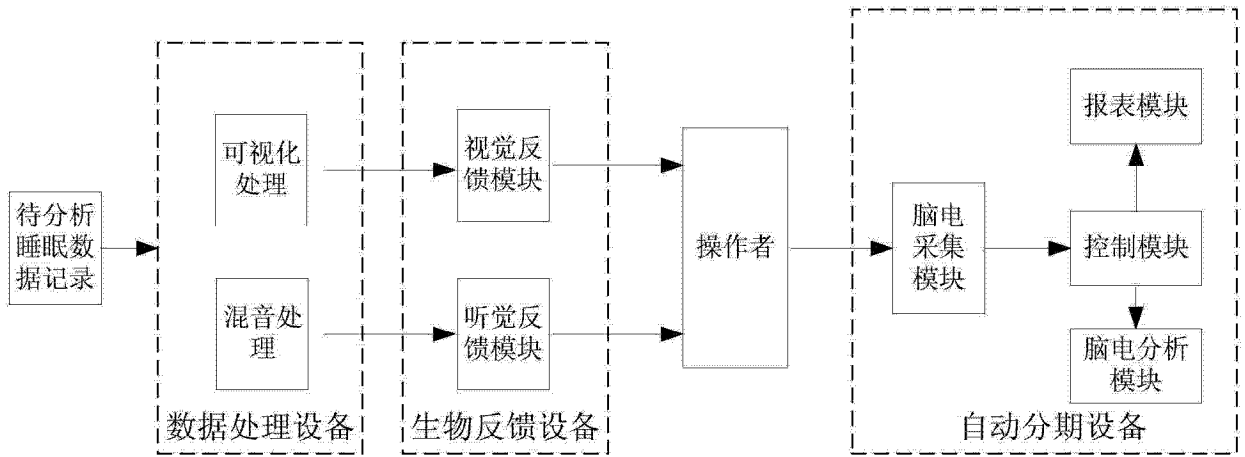 待分析
睡眠数
据记录
可视化
处理
混音处
理
数据处理设备
视觉反
馈模块
听觉反
馈模块
生物反馈设备
操作者
脑电
采集
模块
报表模块
控制模块
脑电分析
模块
自动分期设备